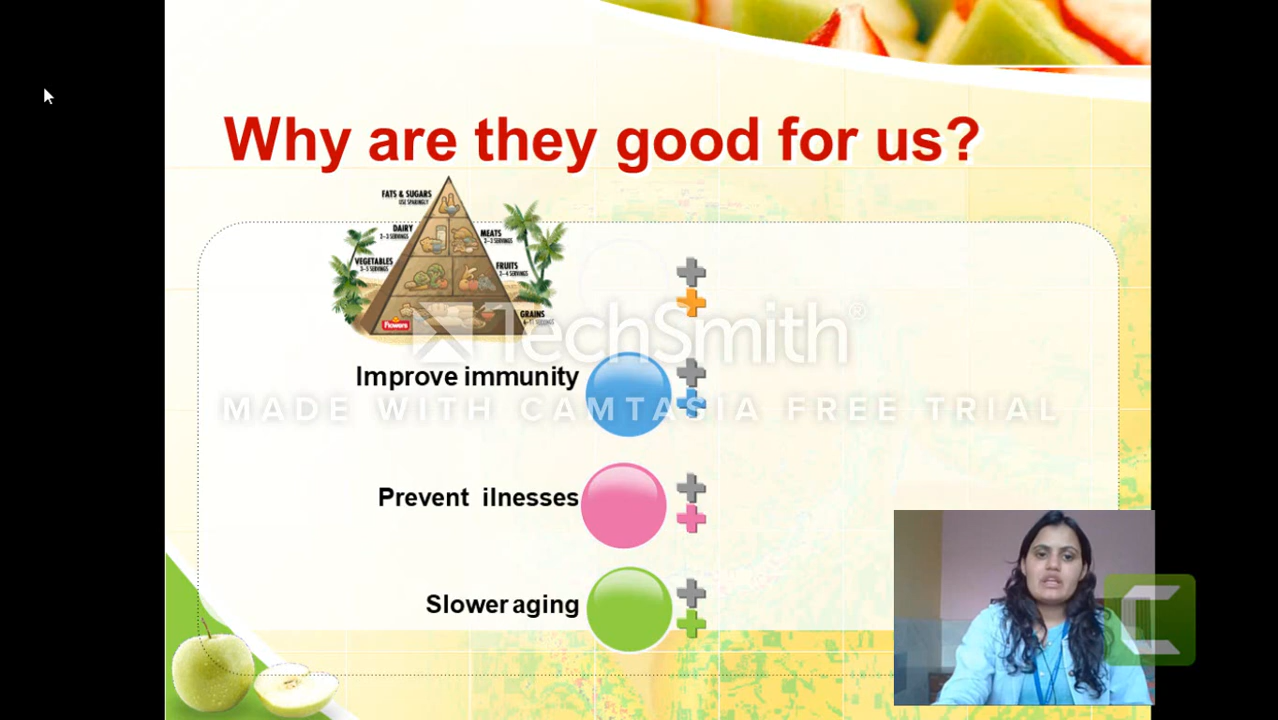 Why are they good for us?
FATS & SUGARS
USE SPARINGLY
DAIRY
2-3 SERVINGS
MEATS
2-3 SERVINGS
VEGETABLES
3-5 SERVINGS
FRUITS
2-4 SERVINGS
GRAINS
SERVINGS
Flowers
TechSmith®
Improve immunity
MADE WITH CAMTASIA FREE TRIAL
Prevent ilnesses
Slower aging